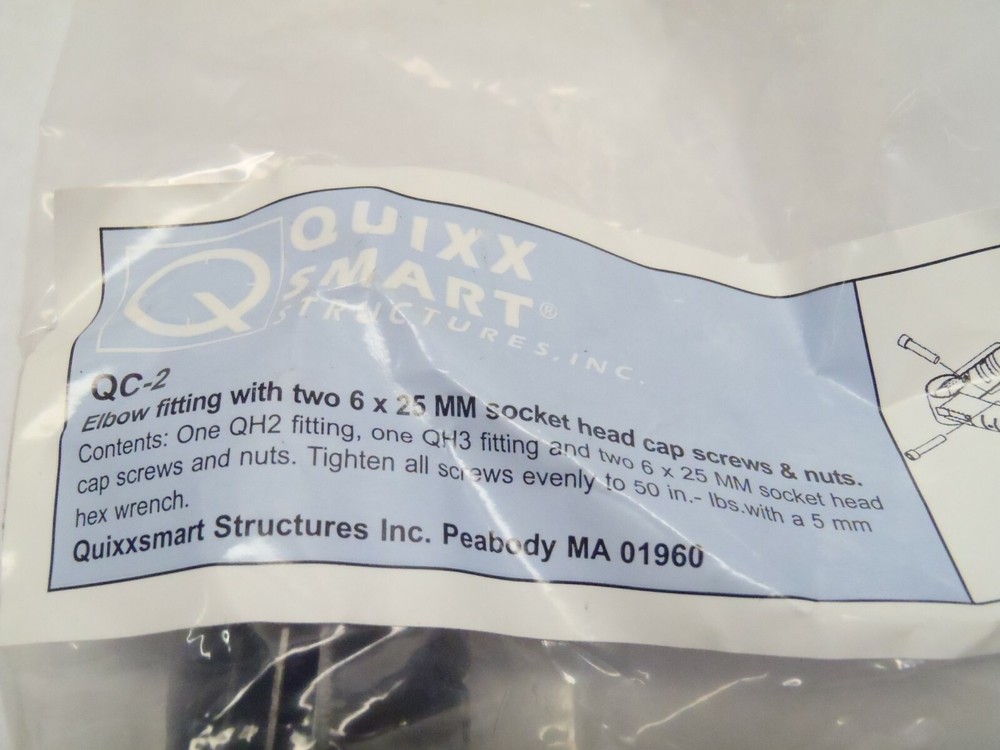 Q
QUIXX
SMART®
STRUCTURES, INC.
QC-2
Elbow fitting with two 6 x 25 MM socket head cap screws & nuts.
Contents: One QH2 fitting, one QH3 fitting and two 6 x 25 MM socket head
cap screws and nuts. Tighten all screws evenly to 50 in.- lbs.with a 5 mm
hex wrench.
Quixxsmart Structures Inc. Peabody MA 01960